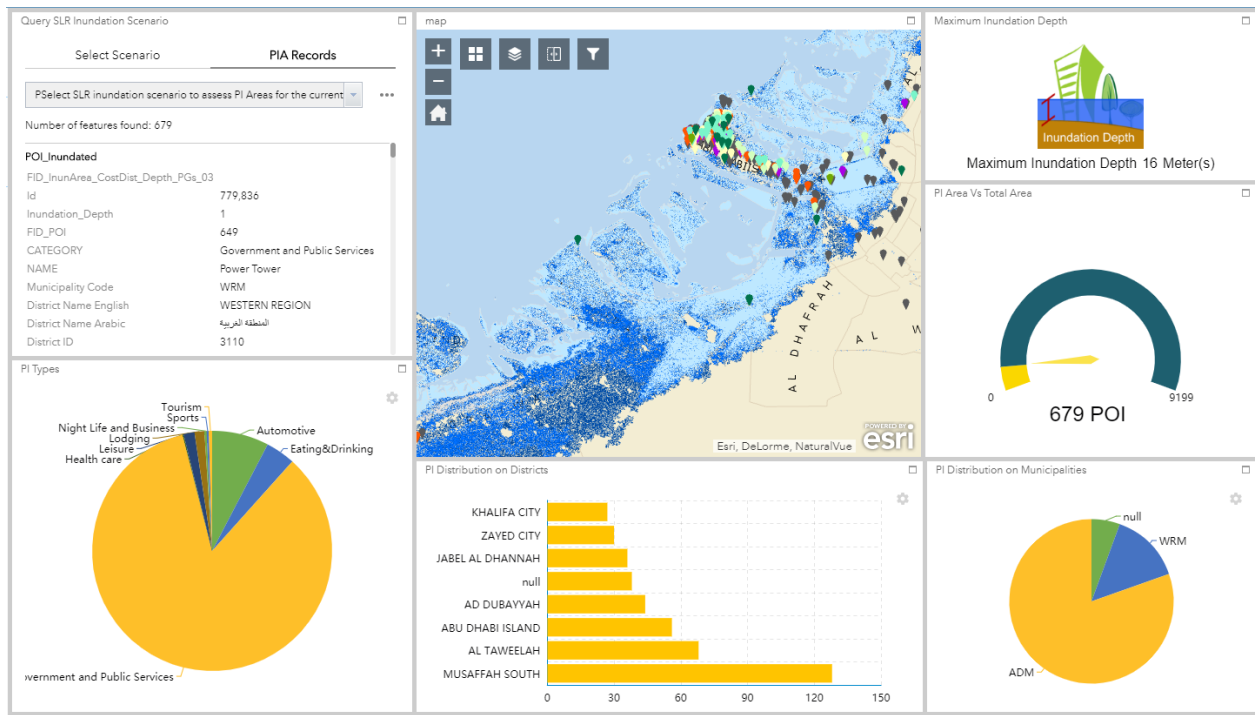 Query SLR Inundation Scenario
Select Scenario
PIA Records
PSelect SLR inundation scenario to assess PI Areas for the current
Number of features found: 679
POI_Inundated
FID_InunArea_CostDist_Depth_PGs_03
Id 779,836
Inundation_Depth 1
FID_POI 649
CATEGORY Government and Public Services
NAME Power Tower
Municipality Code WRM
District Name English WESTERN REGION
District Name Arabic المنطقة الغربية
District ID 3110
map
AL DHAFRAH
AL W
POWERED BY
esri
Esri, DeLorme, NaturalVue
Maximum Inundation Depth
Inundation Depth
Maximum Inundation Depth 16 Meter(s)
PI Area Vs Total Area
0
9199
679 POI
PI Types
Tourism
Sports
Night Life and Business
Lodging
Leisure
Health care
Automotive
Eating&Drinking
vernment and Public Services
PI Distribution on Districts
KHALIFA CITY
ZAYED CITY
JABEL AL DHANNAH
null
AD DUBAYYAH
ABU DHABI ISLAND
AL TAWEELAH
MUSAFFAH SOUTH
0 30 60 90 120 150
PI Distribution on Municipalities
null
WRM
ADM